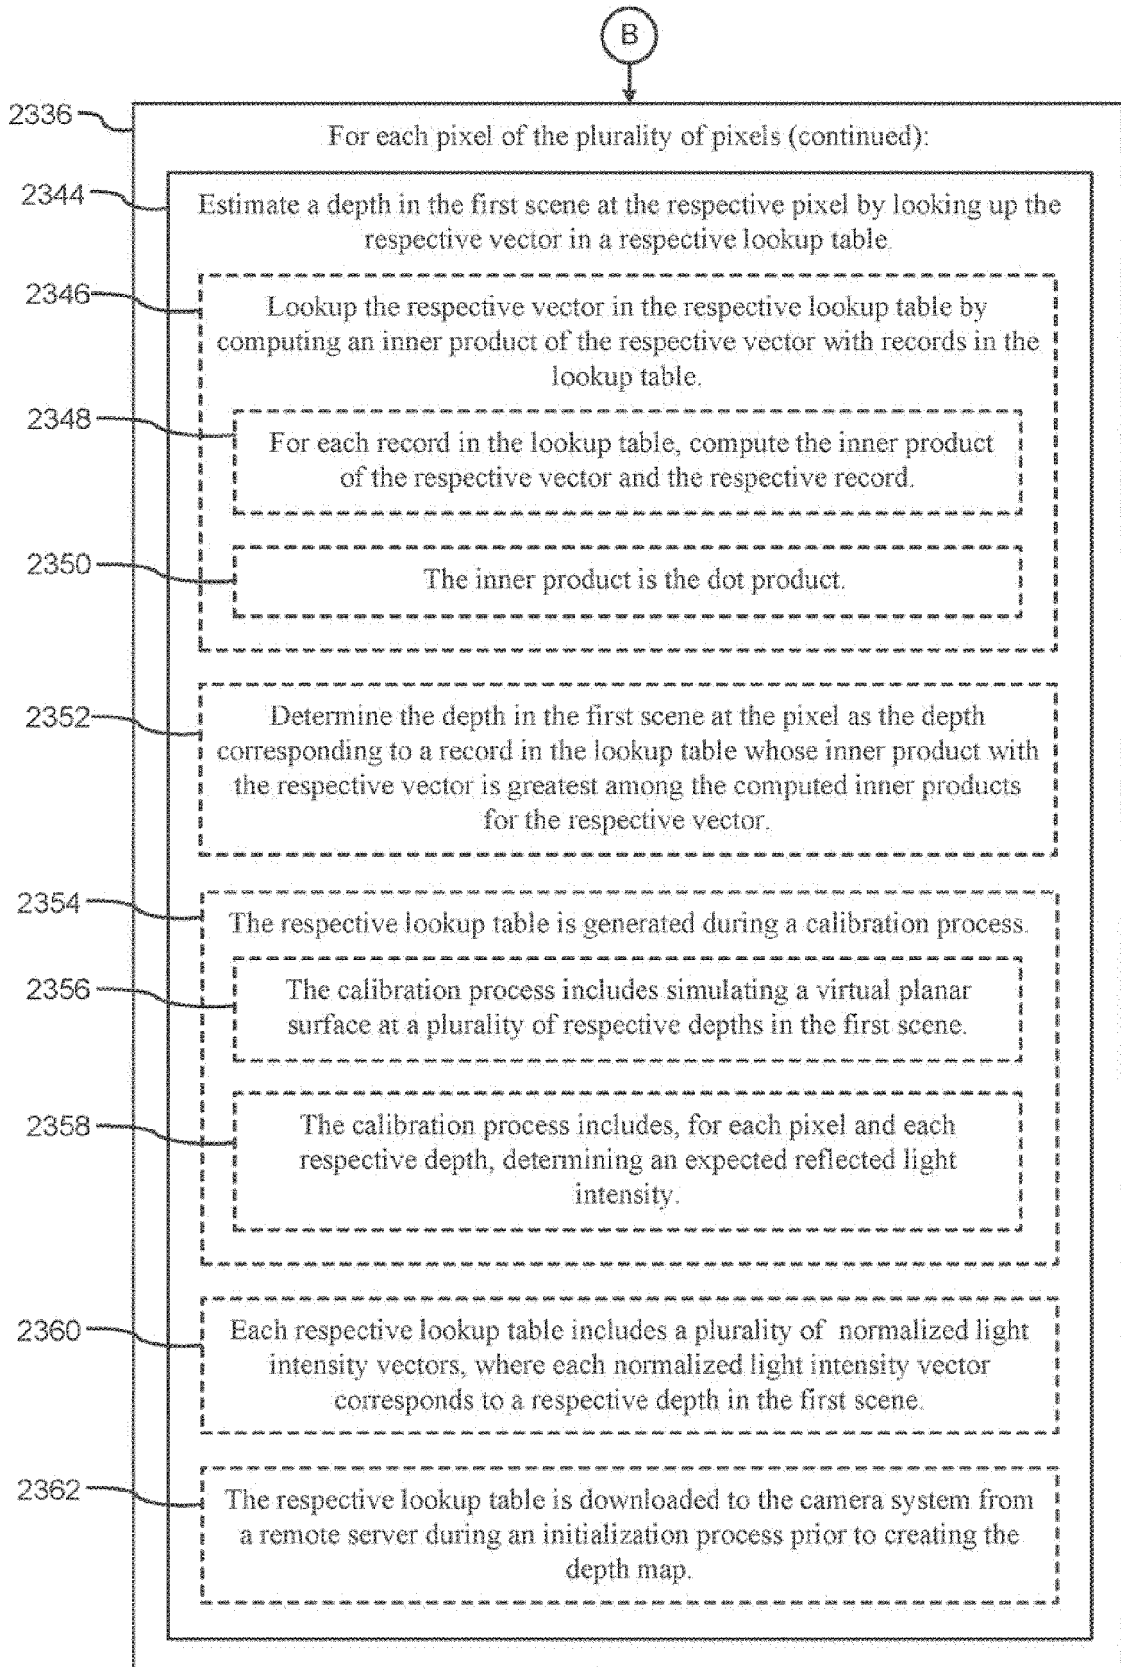 B
2336
For each pixel of the plurality of pixels (continued):
2344
Estimate a depth in the first scene at the respective pixel by looking up the
respective vector in a respective lookup table.
2346
Lookup the respective vector in the respective lookup table by
computing an inner product of the respective vector with records in the
lookup table.
2348
For each record in the lookup table, compute the inner product
of the respective vector and the respective record.
2350
The inner product is the dot product.
2352
Determine the depth in the first scene at the pixel as the depth
corresponding to a record in the lookup table whose inner product with
the respective vector is greatest among the computed inner products
for the respective vector.
2354
The respective lookup table is generated during a calibration process.
2356
The calibration process includes simulating a virtual planar
surface at a plurality of respective depths in the first scene.
2358
The calibration process includes, for each pixel and each
respective depth, determining an expected reflected light
intensity.
2360
Each respective lookup table includes a plurality of normalized light
intensity vectors, where each normalized light intensity vector
corresponds to a respective depth in the first scene.
2362
The respective lookup table is downloaded to the camera system from
a remote server during an initialization process prior to creating the
depth map.